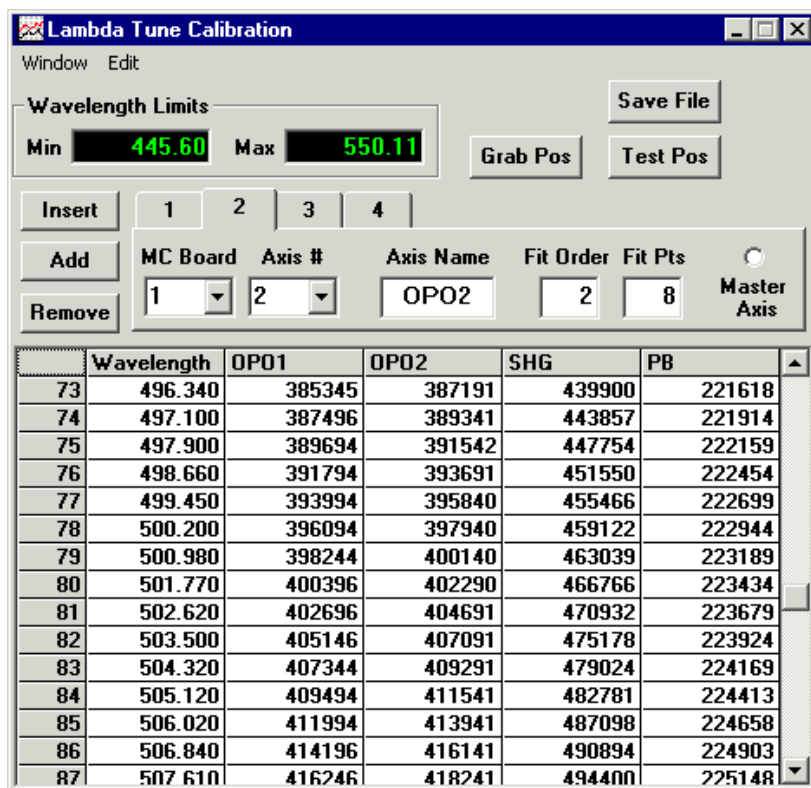 Lambda Tune Calibration
Window Edit
Wavelength Limits
Save File
Min 445.60 Max 550.11
Grab Pos Test Pos
Insert 1 2 3 4
Add MC Board Axis # Axis Name Fit Order Fit Pts
Remove 1 2 OPO2 2 8 Master Axis
Wavelength OPO1 OPO2 SHG PB
73 496.340 385345 387191 439900 221618
74 497.100 387496 389341 443857 221914
75 497.900 389694 391542 447754 222159
76 498.660 391794 393691 451550 222454
77 499.450 393994 395840 455466 222699
78 500.200 396094 397940 459122 222944
79 500.980 398244 400140 463039 223189
80 501.770 400396 402290 466766 223434
81 502.620 402696 404691 470932 223679
82 503.500 405146 407091 475178 223924
83 504.320 407344 409291 479024 224169
84 505.120 409494 411541 482781 224413
85 506.020 411994 413941 487098 224658
86 506.840 414196 416141 490894 224903
87 507.610 416246 418241 494400 225148